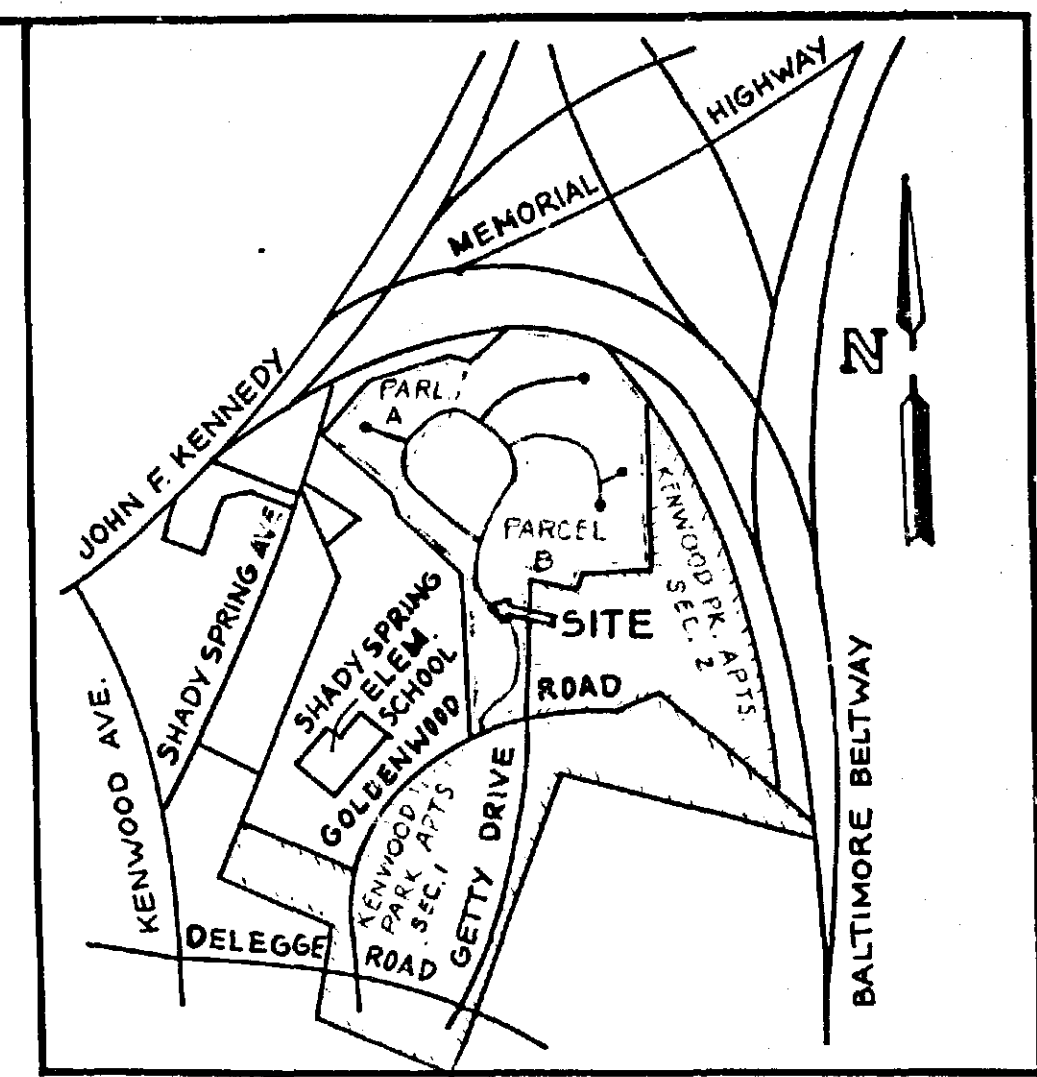 HIGHWAY
MEMORIAL
JOHN F. KENNEDY
N
PARL.
A
PARCEL
B
KENWOOD PK. APTS.
SEC. 2
SITE
SHADY SPRING AVE.
SHADY SPRING
ELEM.
SCHOOL
GOLDENWOOD
ROAD
KENWOOD AVE.
KENWOOD
PARK APTS
SEC. 1
GETTY DRIVE
DELEGGE
ROAD
BALTIMORE BELTWAY